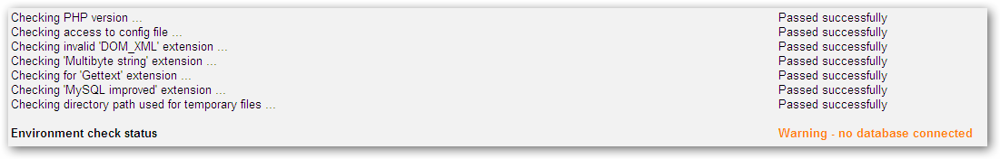 Checking PHP version ... Passed successfully
Checking access to config file ... Passed successfully
Checking invalid 'DOM_XML' extension ... Passed successfully
Checking 'Multibyte string' extension ... Passed successfully
Checking for 'Gettext' extension ... Passed successfully
Checking 'MySQL improved' extension ... Passed successfully
Checking directory path used for temporary files ... Passed successfully
Environment check status Warning - no database connected